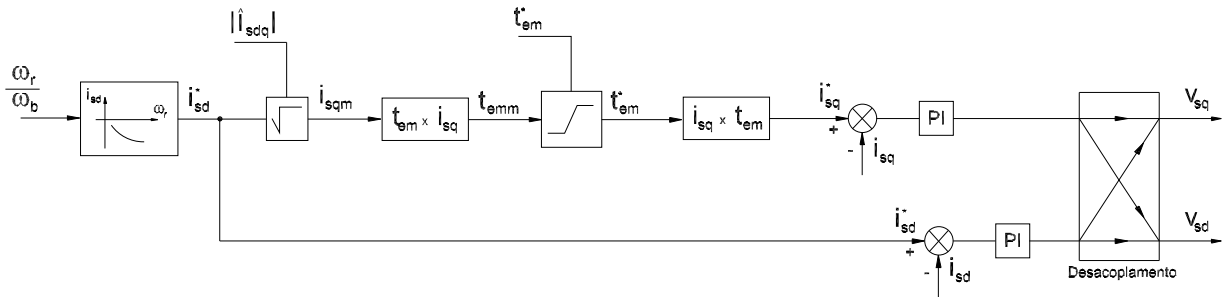 |î_sdq|
t*_em
ω_r
ω_b
i_sd
ω_r
i*_sd
√
i_sqm
t_em x i_sq
t_emm
t*_em
i_sq x t_em
i*_sq
+
-
i_sq
PI
v_sq
i*_sd
+
-
i_sd
PI
v_sd
Desacoplamento